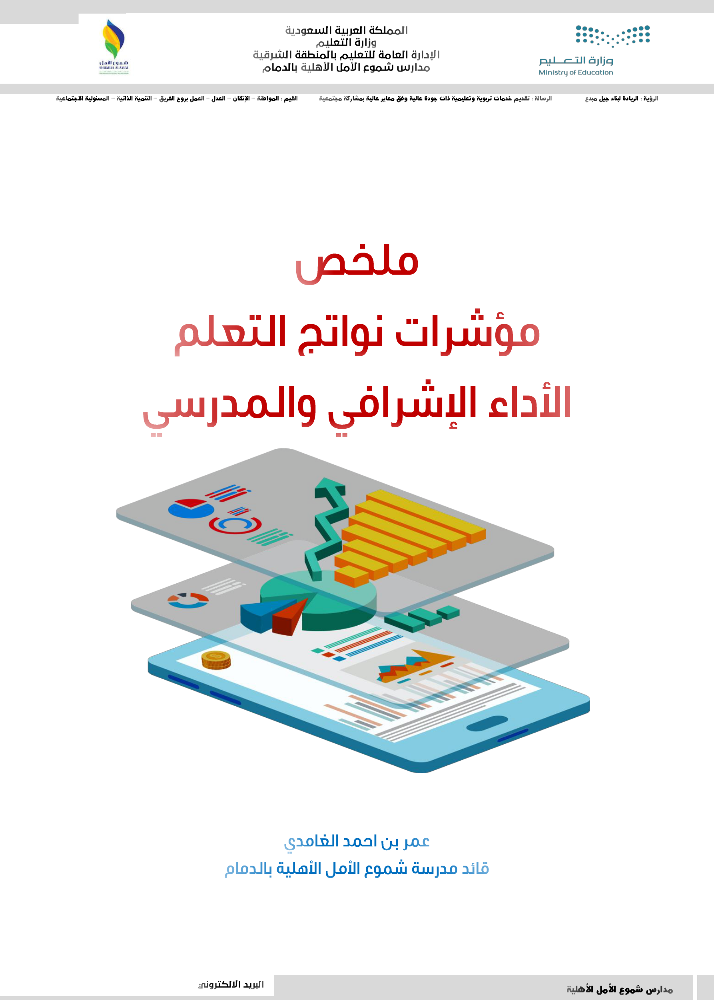 وزارة التعـــليم
Ministry of Education
المملكة العربية السعودية
وزارة التعليم
الإدارة العامة للتعليم بالمنطقة الشرقية
مدارس شموع الأمل الأهلية بالدمام
شموع الأمل
SHUMUA ALAMAL
الرؤية : الريادة لبناء جيل مبدع
الرسالة : تقديم خدمات تربوية وتعليمية ذات جودة عالية وفق معاير عالية بمشاركة مجتمعية
القيم : المواطنة – الإتقان – العدل – العمل بروح الفريق – التنمية الذاتية – المسئولية الاجتماعية
ملخص
مؤشرات نواتج التعلم
الأداء الإشرافي والمدرسي
عمر بن احمد الغامدي
قائد مدرسة شموع الأمل الأهلية بالدمام
مدارس شموع الأمل الأهلية
البريد الالكتروني